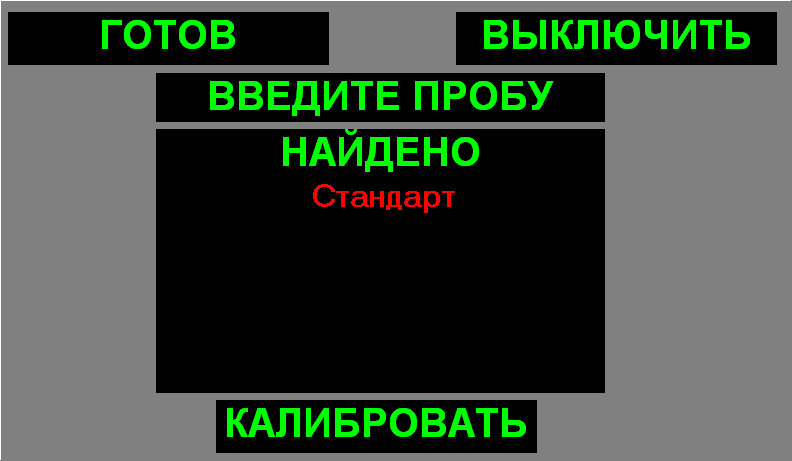 ГОТОВ
ВЫКЛЮЧИТЬ
ВВЕДИТЕ ПРОБУ
НАЙДЕНО
Стандарт
КАЛИБРОВАТЬ